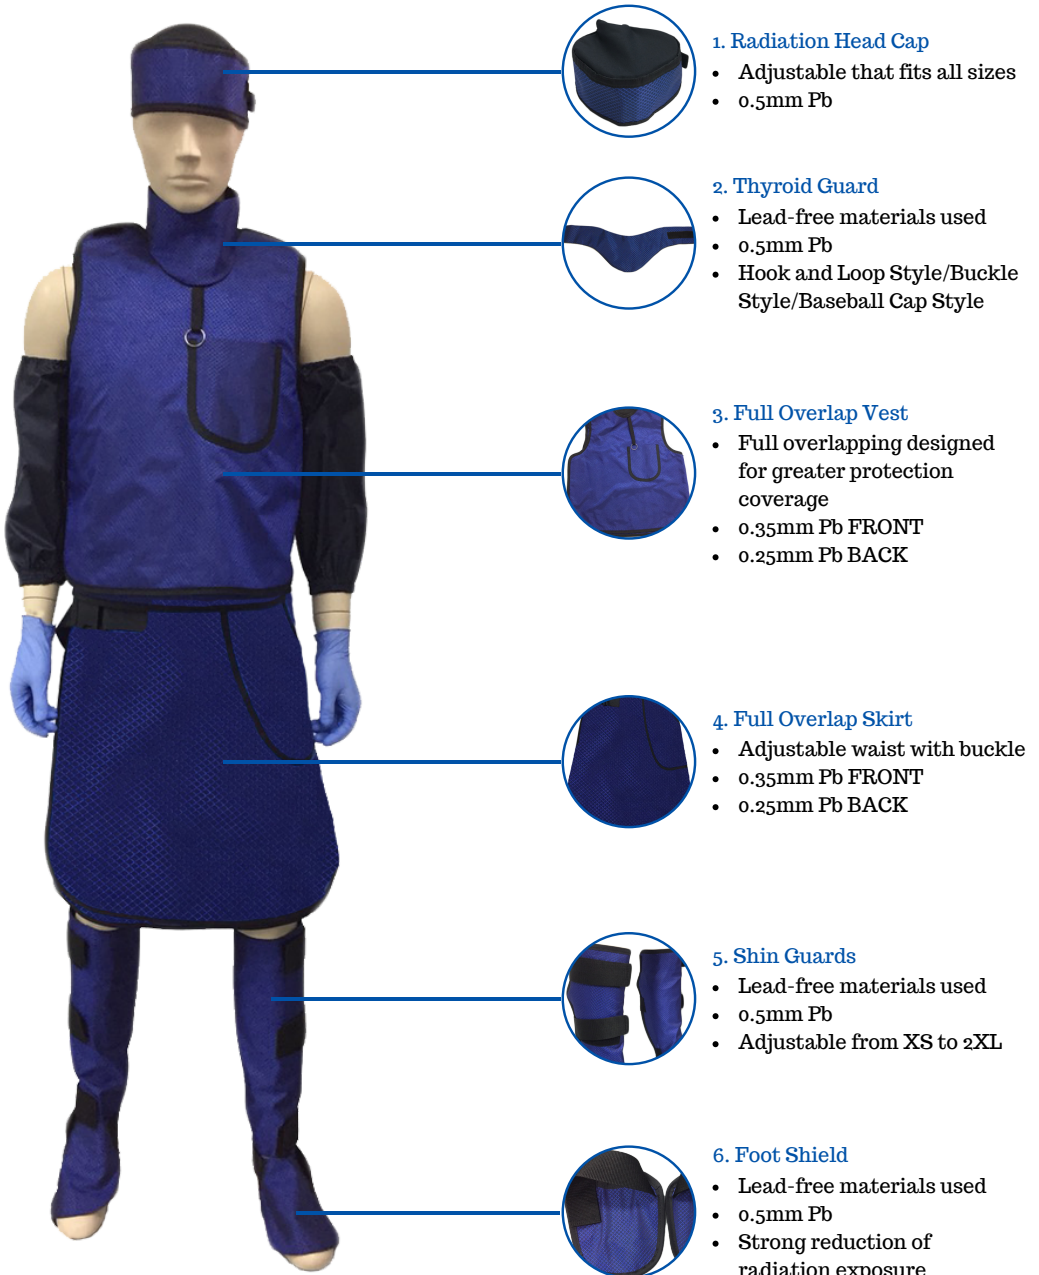 1. Radiation Head Cap
• Adjustable that fits all sizes
• 0.5mm Pb
2. Thyroid Guard
• Lead-free materials used
• 0.5mm Pb
• Hook and Loop Style/Buckle
Style/Baseball Cap Style
3. Full Overlap Vest
• Full overlapping designed
for greater protection
coverage
• 0.35mm Pb FRONT
• 0.25mm Pb BACK
4. Full Overlap Skirt
• Adjustable waist with buckle
• 0.35mm Pb FRONT
• 0.25mm Pb BACK
5. Shin Guards
• Lead-free materials used
• 0.5mm Pb
• Adjustable from XS to 2XL
6. Foot Shield
• Lead-free materials used
• 0.5mm Pb
• Strong reduction of
radiation exposure